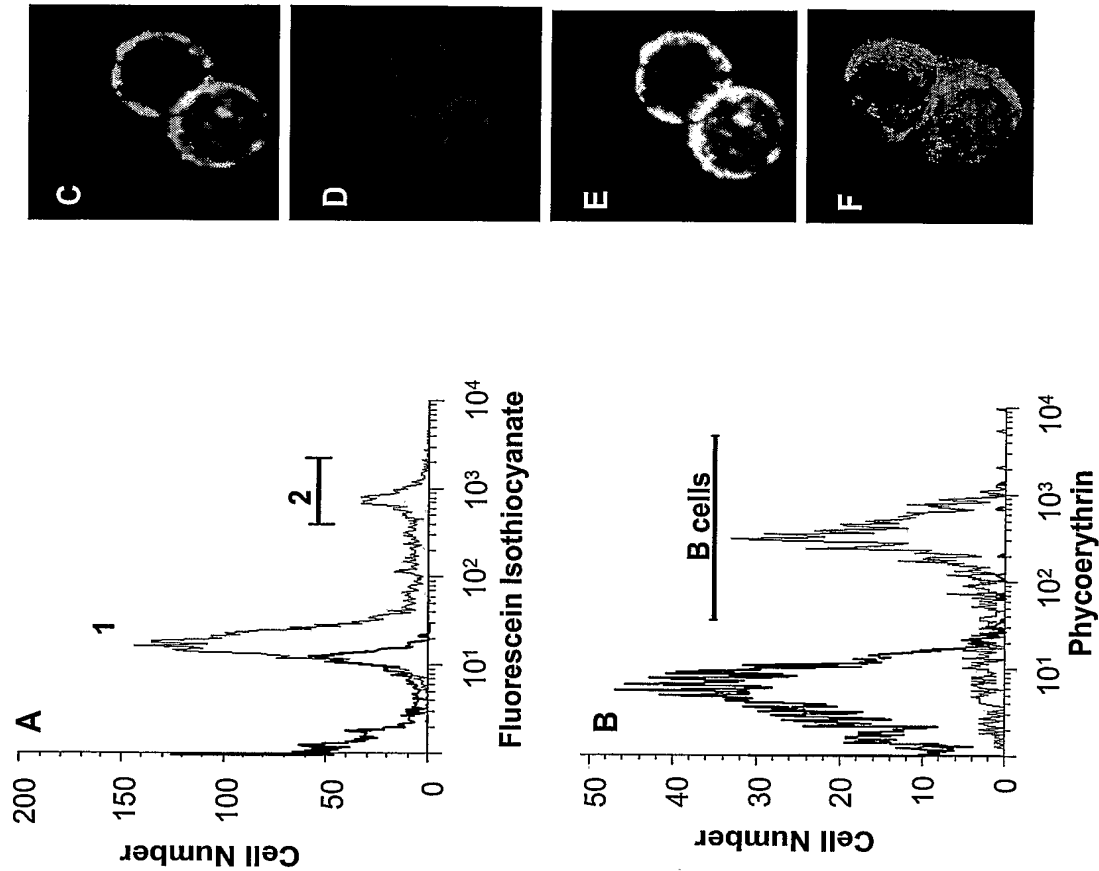 A
200
150
100
50
0
Cell Number
1
2
10¹
10²
10³
10⁴
Fluorescein Isothiocyanate
B
50
40
30
20
10
0
Cell Number
B cells
10¹
10²
10³
10⁴
Phycoerythrin
C
D
E
F